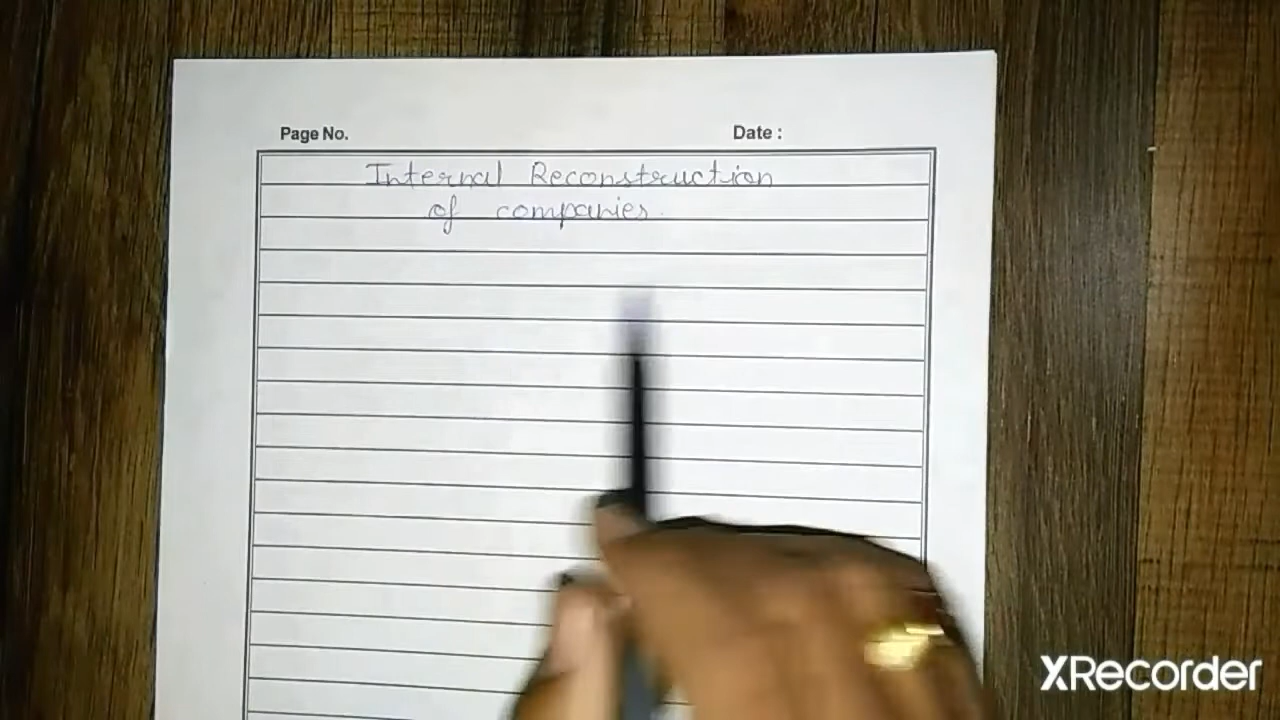 Page No. Date :
Internal Reconstruction
of companies.
XRecorder